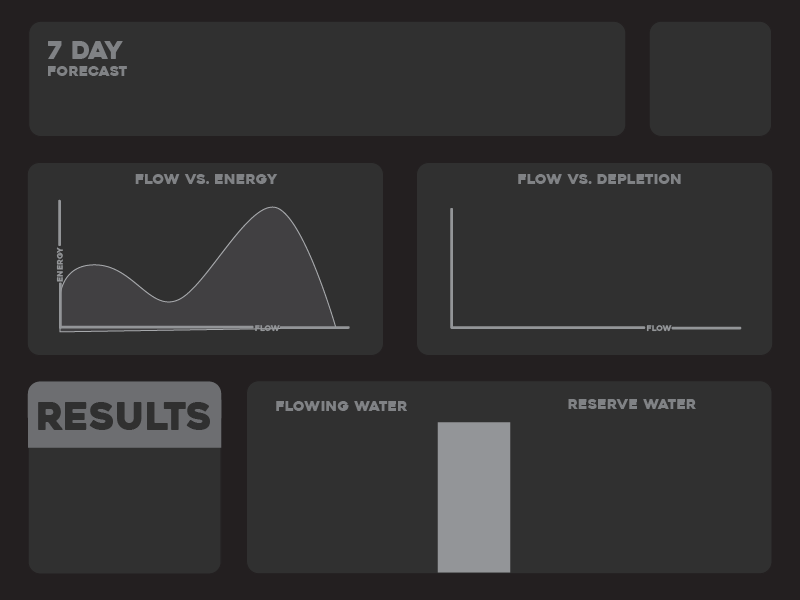 7 DAY
FORECAST
FLOW VS. ENERGY
ENERGY
FLOW
FLOW VS. DEPLETION
FLOW
RESULTS
FLOWING WATER
RESERVE WATER